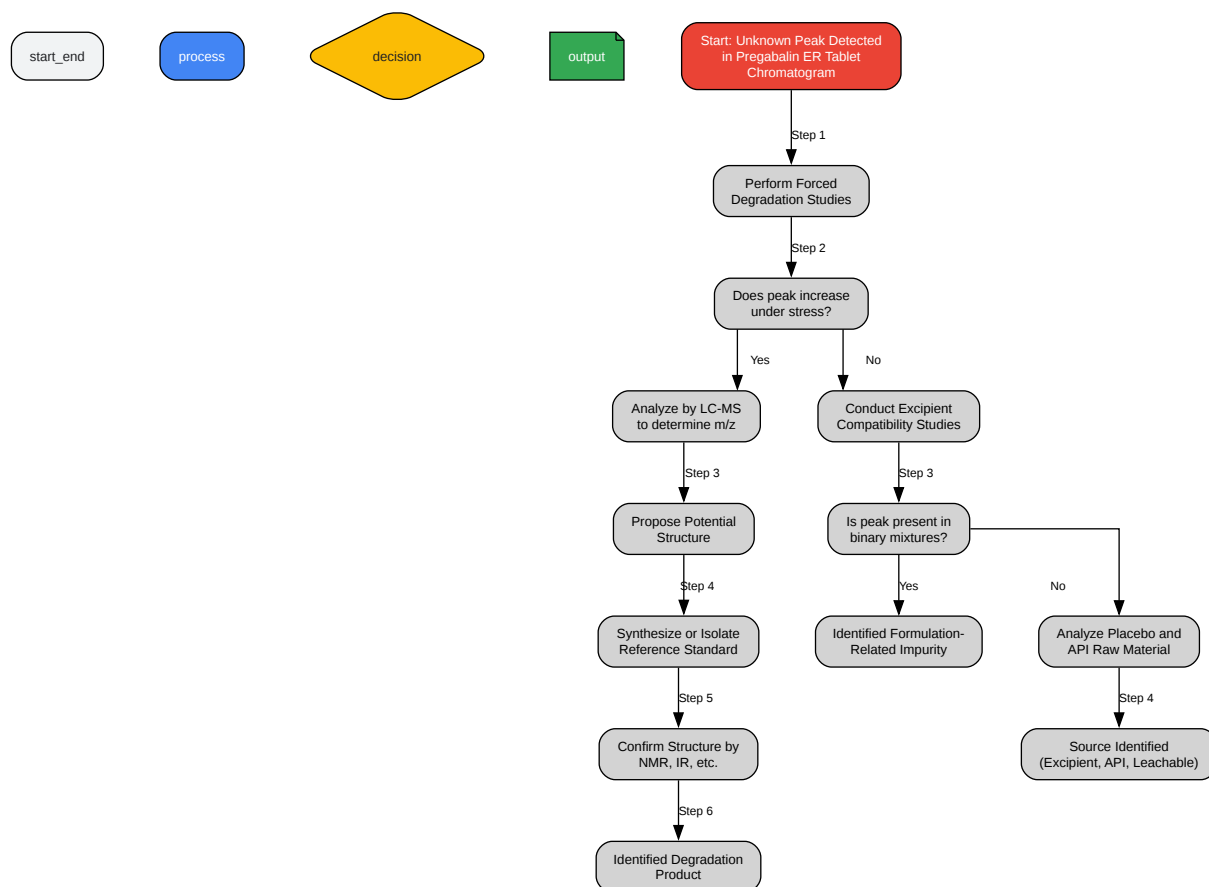 start_end
process
decision
output
Start: Unknown Peak Detected
in Pregabalin ER Tablet
Chromatogram
Step 1
Perform Forced
Degradation Studies
Step 2
Does peak increase
under stress?
Yes
No
Analyze by LC-MS
to determine m/z
Conduct Excipient
Compatibility Studies
Step 3
Step 3
Propose Potential
Structure
Is peak present in
binary mixtures?
Step 4
Yes
No
Synthesize or Isolate
Reference Standard
Identified Formulation-
Related Impurity
Analyze Placebo and
API Raw Material
Step 5
Step 4
Confirm Structure by
NMR, IR, etc.
Source Identified
(Excipient, API, Leachable)
Step 6
Identified Degradation
Product